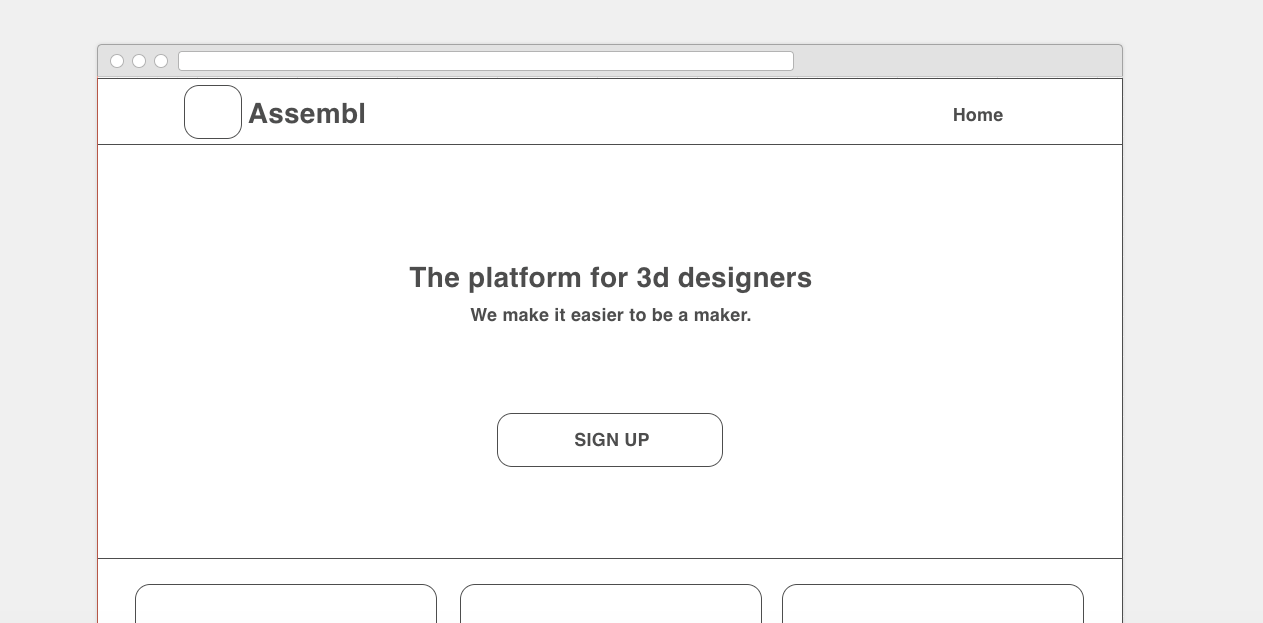 Assembl
Home
The platform for 3d designers
We make it easier to be a maker.
SIGN UP